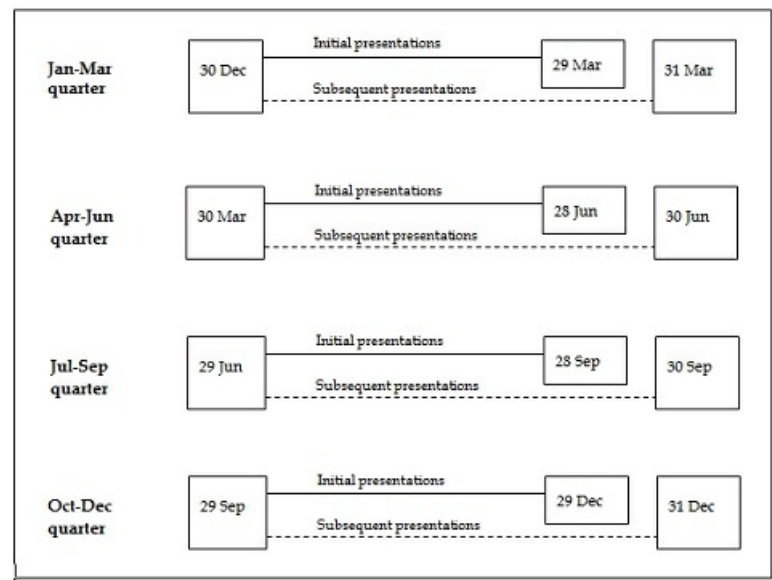 Initial presentations
Jan-Mar
quarter
30 Dec
29 Mar
31 Mar
Subsequent presentations
Initial presentations
Apr-Jun
quarter
30 Mar
28 Jun
30 Jun
Subsequent presentations
Initial presentations
Jul-Sep
quarter
29 Jun
28 Sep
30 Sep
Subsequent presentations
Initial presentations
Oct-Dec
quarter
29 Sep
29 Dec
31 Dec
Subsequent presentations